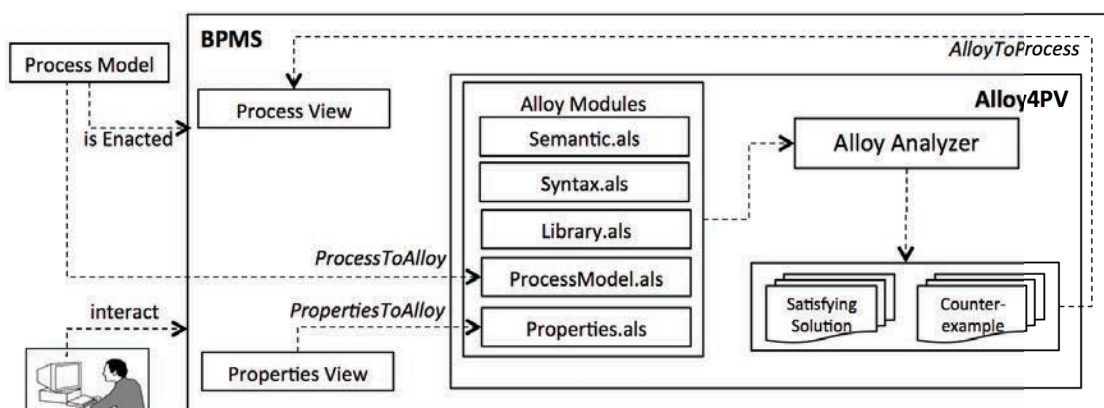 BPMS
AlloyToProcess
Process Model
Process View
is Enacted
Alloy Modules
Alloy4PV
Semantic.als
Alloy Analyzer
Syntax.als
Library.als
ProcessToAlloy
ProcessModel.als
PropertiesToAlloy
Properties.als
Satisfying
Solution
Counter-
example
interact
Properties View